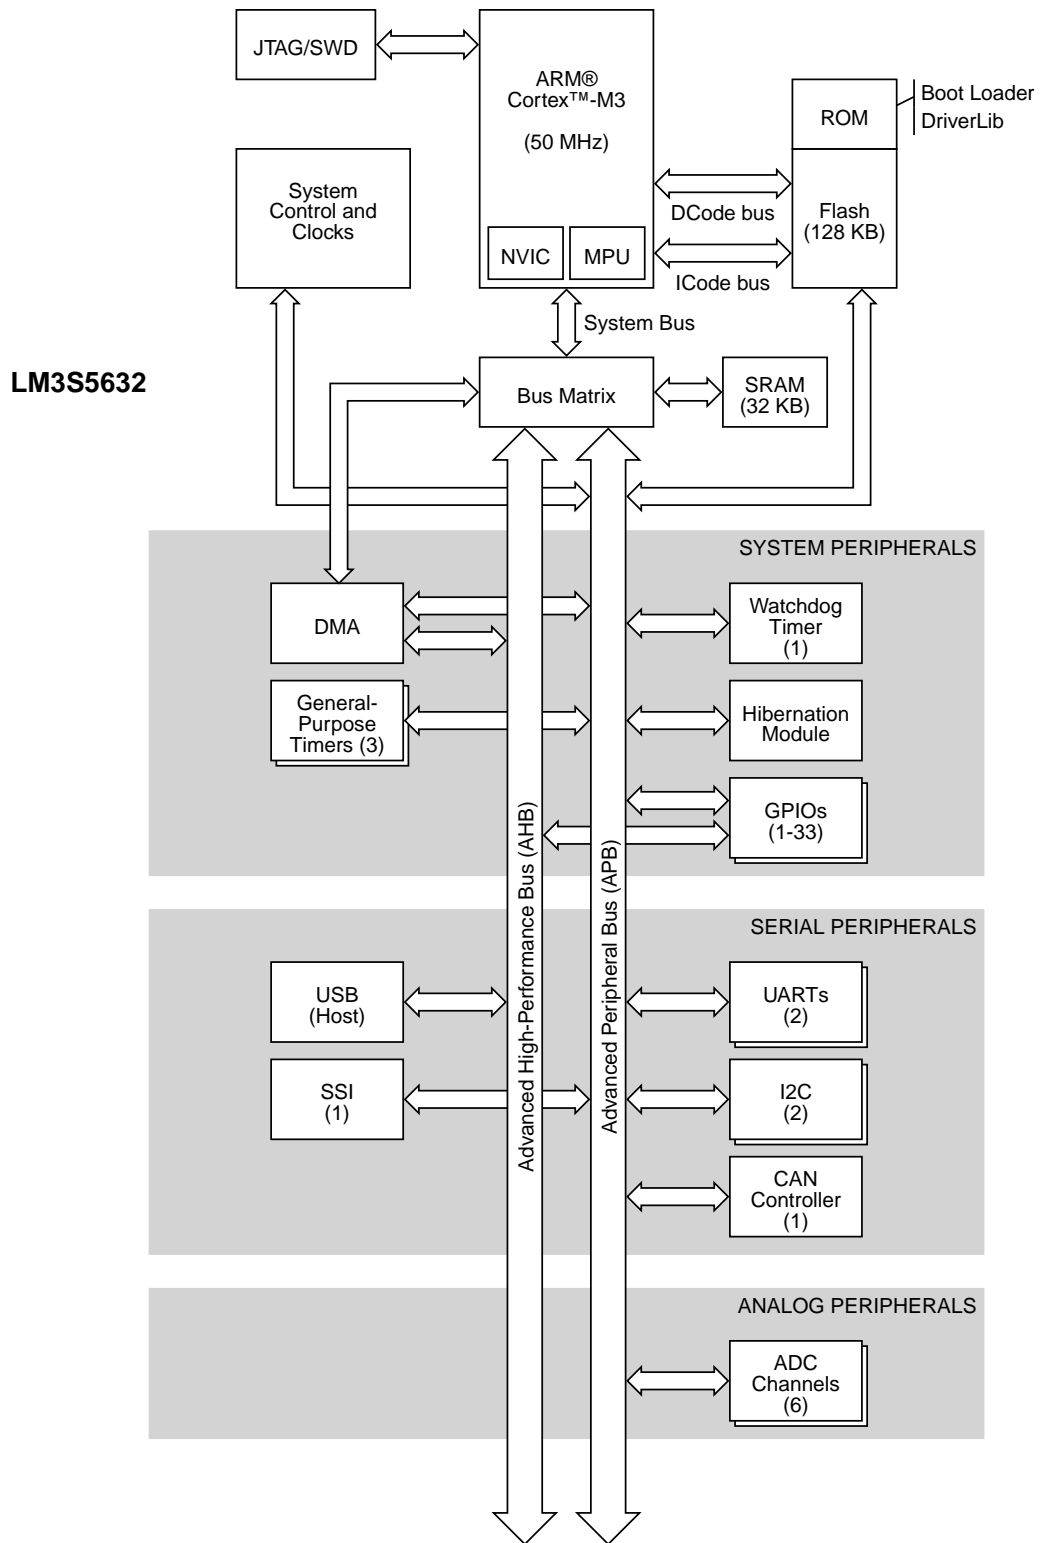 JTAG/SWD
ARM®
Cortex™-M3
(50 MHz)
NVIC
MPU
ROM
Boot Loader
DriverLib
Flash
(128 KB)
DCode bus
ICode bus
System
Control and
Clocks
System Bus
LM3S5632
Bus Matrix
SRAM
(32 KB)
SYSTEM PERIPHERALS
DMA
Watchdog
Timer
(1)
General-
Purpose
Timers (3)
Hibernation
Module
GPIOs
(1-33)
Advanced High-Performance Bus (AHB)
Advanced Peripheral Bus (APB)
SERIAL PERIPHERALS
USB
(Host)
UARTs
(2)
SSI
(1)
I2C
(2)
CAN
Controller
(1)
ANALOG PERIPHERALS
ADC
Channels
(6)